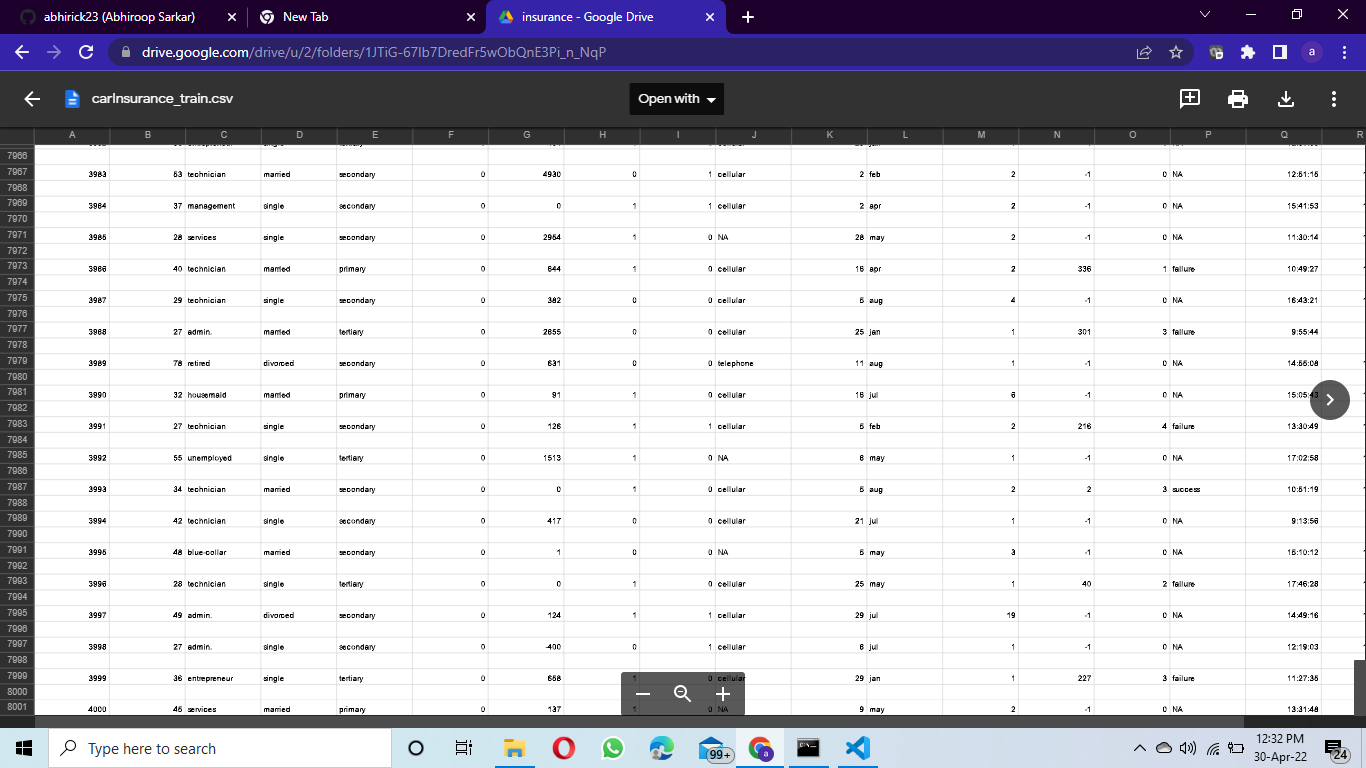 abhirick23 (Abhiroop Sarkar)
New Tab
insurance - Google Drive
drive.google.com/drive/u/2/folders/1JTiG-67Ib7DredFr5wObQnE3Pi_n_NqP
a
carInsurance_train.csv
Open with
A B C D E F G H I J K L M N O P Q R
7966
7967 3983 53 technician married secondary 0 4930 0 1 cellular 2 feb 2 -1 0 NA 12:51:15
7968
7969 3984 37 management single secondary 0 0 1 1 cellular 2 apr 2 -1 0 NA 15:41:53
7970
7971 3985 28 services single secondary 0 2954 1 0 NA 28 may 2 -1 0 NA 11:30:14
7972
7973 3986 40 technician married primary 0 644 1 0 cellular 16 apr 2 336 1 failure 10:49:27
7974
7975 3987 29 technician single secondary 0 382 0 0 cellular 5 aug 4 -1 0 NA 16:43:21
7976
7977 3988 27 admin. married tertiary 0 2655 0 0 cellular 25 jan 1 301 3 failure 9:55:44
7978
7979 3989 78 retired divorced secondary 0 631 0 0 telephone 11 aug 1 -1 0 NA 14:55:08
7980
7981 3990 32 housemaid married primary 0 91 1 0 cellular 16 jul 6 -1 0 NA 15:05:43
7982
7983 3991 27 technician single secondary 0 126 1 1 cellular 5 feb 2 216 4 failure 13:30:49
7984
7985 3992 55 unemployed single tertiary 0 1513 1 0 NA 6 may 1 -1 0 NA 17:02:58
7986
7987 3993 34 technician married secondary 0 0 1 0 cellular 5 aug 2 2 3 success 10:51:19
7988
7989 3994 42 technician single secondary 0 417 0 0 cellular 21 jul 1 -1 0 NA 9:13:56
7990
7991 3995 48 blue-collar married secondary 0 1 0 0 NA 5 may 3 -1 0 NA 15:10:12
7992
7993 3996 28 technician single tertiary 0 0 1 0 cellular 25 may 1 40 2 failure 17:46:28
7994
7995 3997 49 admin. divorced secondary 0 124 1 1 cellular 29 jul 19 -1 0 NA 14:49:16
7996
7997 3998 27 admin. single secondary 0 -400 0 1 cellular 6 jul 1 -1 0 NA 12:19:03
7998
7999 3999 36 entrepreneur single tertiary 0 658 1 0 cellular 29 jan 1 227 3 failure 11:27:35
8000
8001 4000 45 services married primary 0 137 1 0 NA 9 may 2 -1 0 NA 13:31:48
Type here to search
99+
a
12:32 PM
30-Apr-22
24